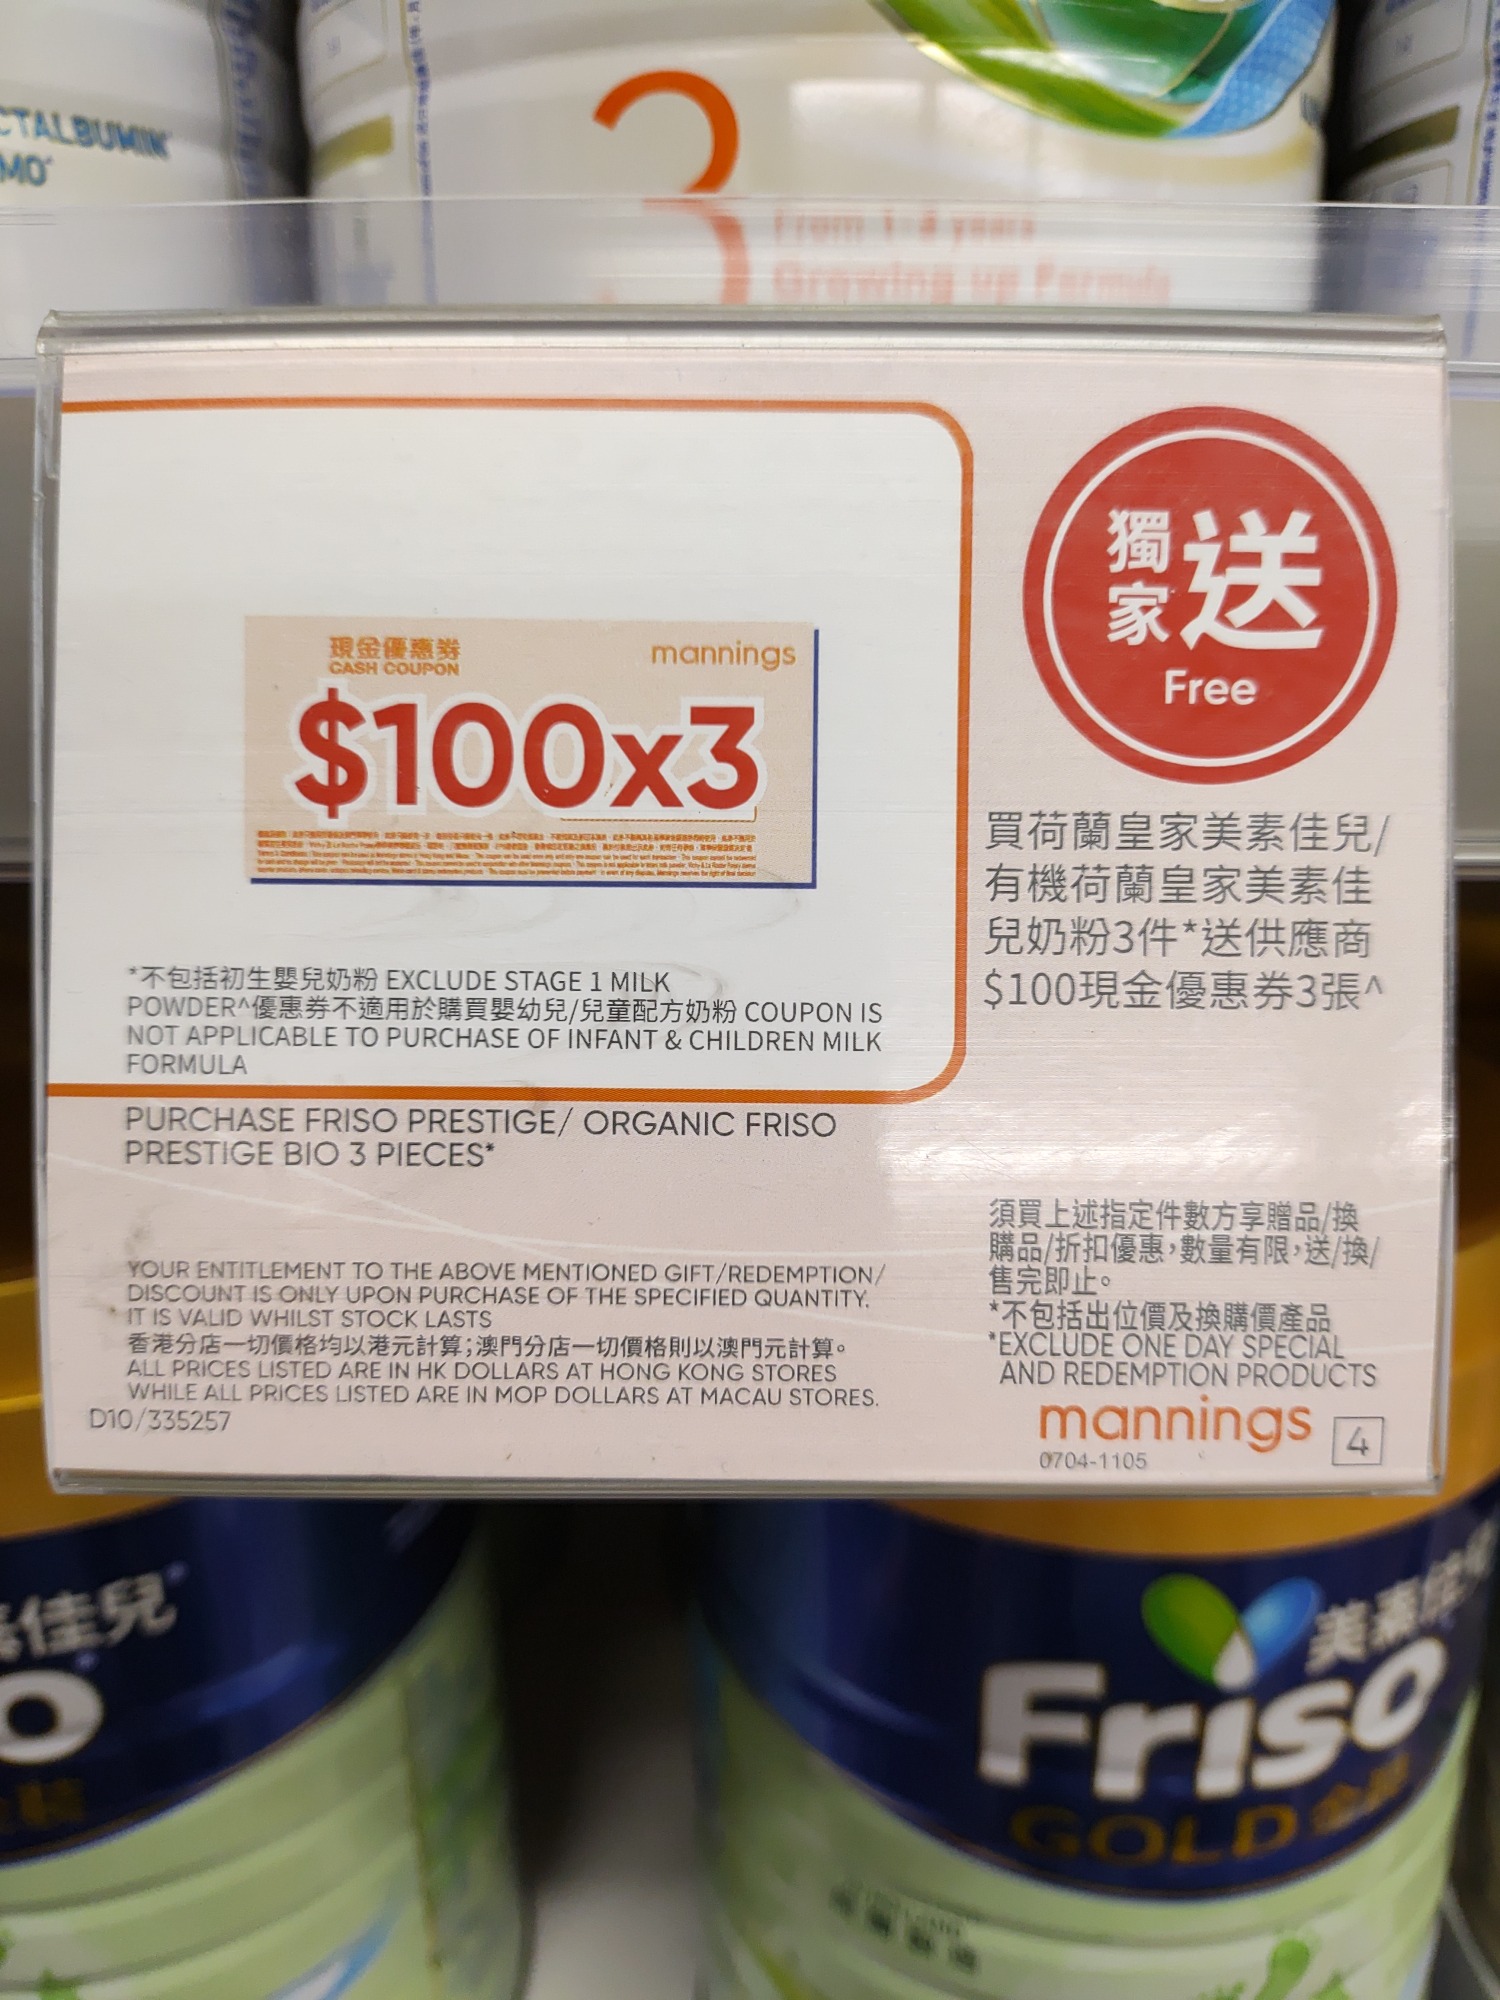 CTALBUMIN
MO
3
From 1-3 years
Growing up Formula
獨家送
Free
現金優惠券
CASH COUPON
mannings
$100x3
買荷蘭皇家美素佳兒/
有機荷蘭皇家美素佳
兒奶粉3件*送供應商
$100現金優惠券3張^
*不包括初生嬰兒奶粉 EXCLUDE STAGE 1 MILK
POWDER^優惠券不適用於購買嬰幼兒/兒童配方奶粉 COUPON IS
NOT APPLICABLE TO PURCHASE OF INFANT & CHILDREN MILK
FORMULA
PURCHASE FRISO PRESTIGE/ ORGANIC FRISO
PRESTIGE BIO 3 PIECES*
YOUR ENTITLEMENT TO THE ABOVE MENTIONED GIFT/REDEMPTION/
DISCOUNT IS ONLY UPON PURCHASE OF THE SPECIFIED QUANTITY.
IT IS VALID WHILST STOCK LASTS
香港分店一切價格均以港元計算;澳門分店一切價格則以澳門元計算。
ALL PRICES LISTED ARE IN HK DOLLARS AT HONG KONG STORES
WHILE ALL PRICES LISTED ARE IN MOP DOLLARS AT MACAU STORES.
D10/335257
須買上述指定件數方享贈品/換
購品/折扣優惠,數量有限,送/換/
售完即止。
*不包括出位價及換購價產品
*EXCLUDE ONE DAY SPECIAL
AND REDEMPTION PRODUCTS
mannings
0704-1105
4
佳兒
o
美素佳
Friso
GOLD